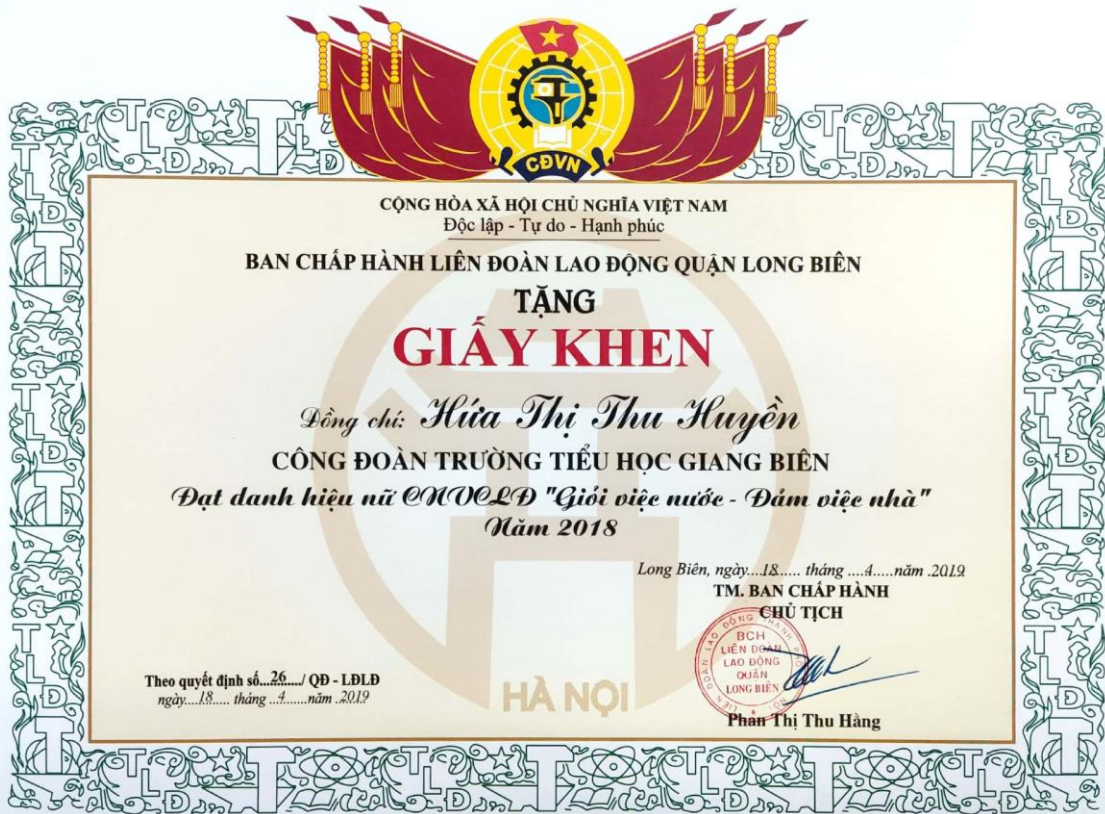 CĐVN
CỘNG HÒA XÃ HỘI CHỦ NGHĨA VIỆT NAM
Độc lập - Tự do - Hạnh phúc
BAN CHẤP HÀNH LIÊN ĐOÀN LAO ĐỘNG QUẬN LONG BIÊN
TẶNG
GIẤY KHEN
Đồng chí: Hứa Thị Thu Huyền
CÔNG ĐOÀN TRƯỜNG TIỂU HỌC GIANG BIÊN
Đạt danh hiệu nữ CNVCLĐ "Giỏi việc nước - Đảm việc nhà"
Năm 2018
Long Biên, ngày....18...... tháng ....4.....năm .2019
TM. BAN CHẤP HÀNH
CHỦ TỊCH
BCH
LIÊN ĐOÀN
LAO ĐỘNG
QUẬN
LONG BIÊN
Phan Thị Thu Hằng
Theo quyết định số...26..../ QĐ - LĐLĐ
ngày....18...... tháng ...4.....năm .2019
HÀ NỘI